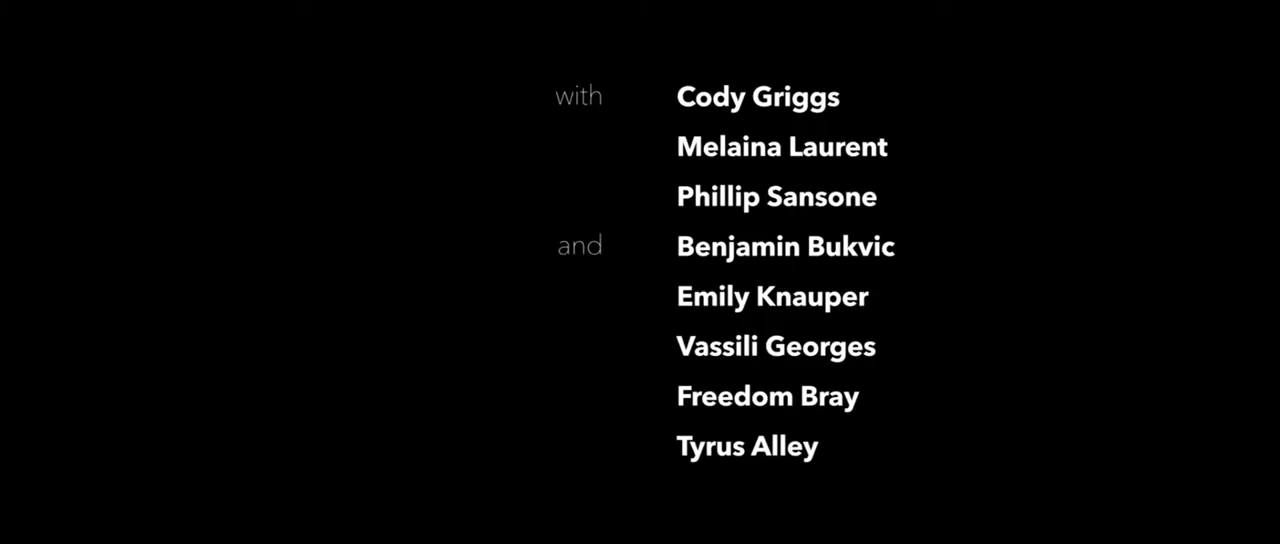 with Cody Griggs
Melaina Laurent
Phillip Sansone
and Benjamin Bukvic
Emily Knauper
Vassili Georges
Freedom Bray
Tyrus Alley